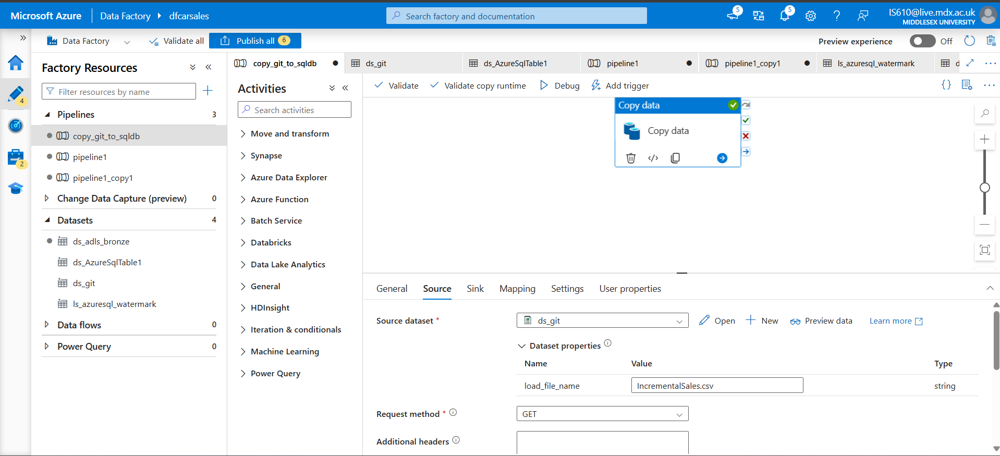 Microsoft Azure
Data Factory
dfcarsales
Search factory and documentation
5
5
IS610@live.mdx.ac.uk
MIDDLESEX UNIVERSITY
Data Factory
Validate all
Publish all
6
Preview experience
Off
4
2
Factory Resources
Filter resources by name
Pipelines
3
copy_git_to_sqldb
pipeline1
pipeline1_copy1
Change Data Capture (preview)
0
Datasets
4
ds_adls_bronze
ds_AzureSqlTable1
ds_git
ls_azuresql_watermark
Data flows
0
Power Query
0
copy_git_to_sqldb
ds_git
ds_AzureSqlTable1
pipeline1
pipeline1_copy1
ls_azuresql_watermark
d
Activities
Search activities
Move and transform
Synapse
Azure Data Explorer
Azure Function
Batch Service
Databricks
Data Lake Analytics
General
HDInsight
Iteration & conditionals
Machine Learning
Power Query
Validate
Validate copy runtime
Debug
Add trigger
{}
Copy data
Copy data
General
Source
Sink
Mapping
Settings
User properties
Source dataset *
ds_git
Open
New
Preview data
Learn more
Dataset properties
Name
Value
Type
load_file_name
IncrementalSales.csv
string
Request method *
GET
Additional headers